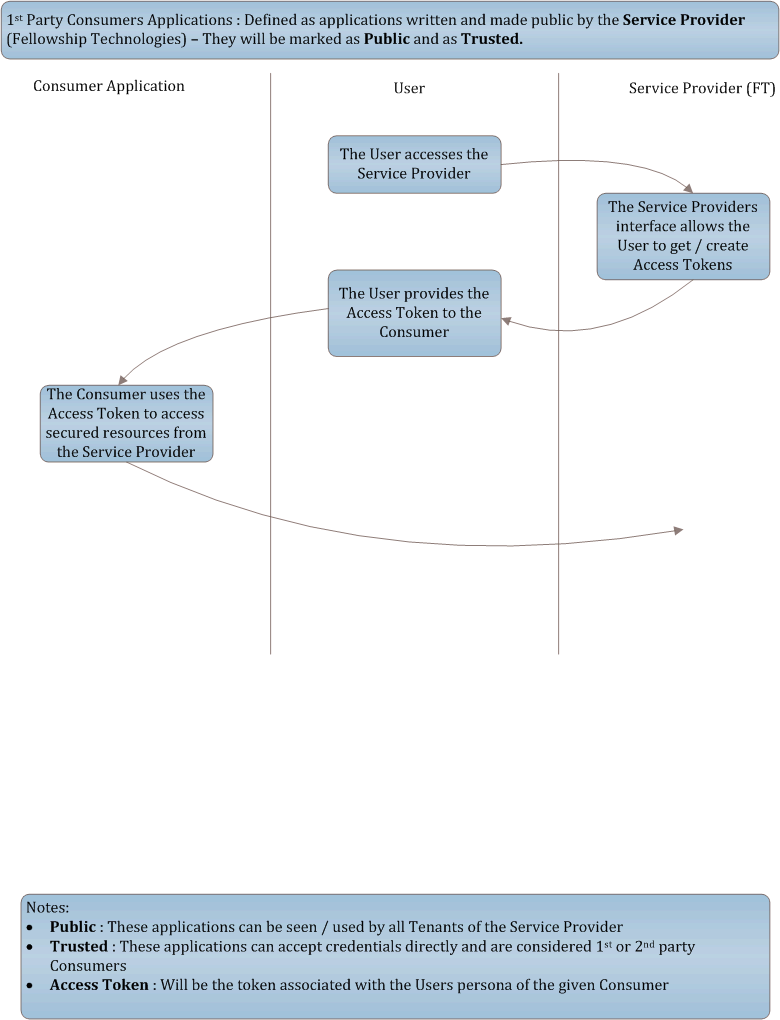 1st Party Consumers Applications : Defined as applications written and made public by the Service Provider
(Fellowship Technologies) – They will be marked as Public and as Trusted.
Consumer Application
User
Service Provider (FT)
The User accesses the
Service Provider
The Service Providers
interface allows the
User to get / create
Access Tokens
The User provides the
Access Token to the
Consumer
The Consumer uses the
Access Token to access
secured resources from
the Service Provider
Notes:
• Public : These applications can be seen / used by all Tenants of the Service Provider
• Trusted : These applications can accept credentials directly and are considered 1st or 2nd party
Consumers
• Access Token : Will be the token associated with the Users persona of the given Consumer